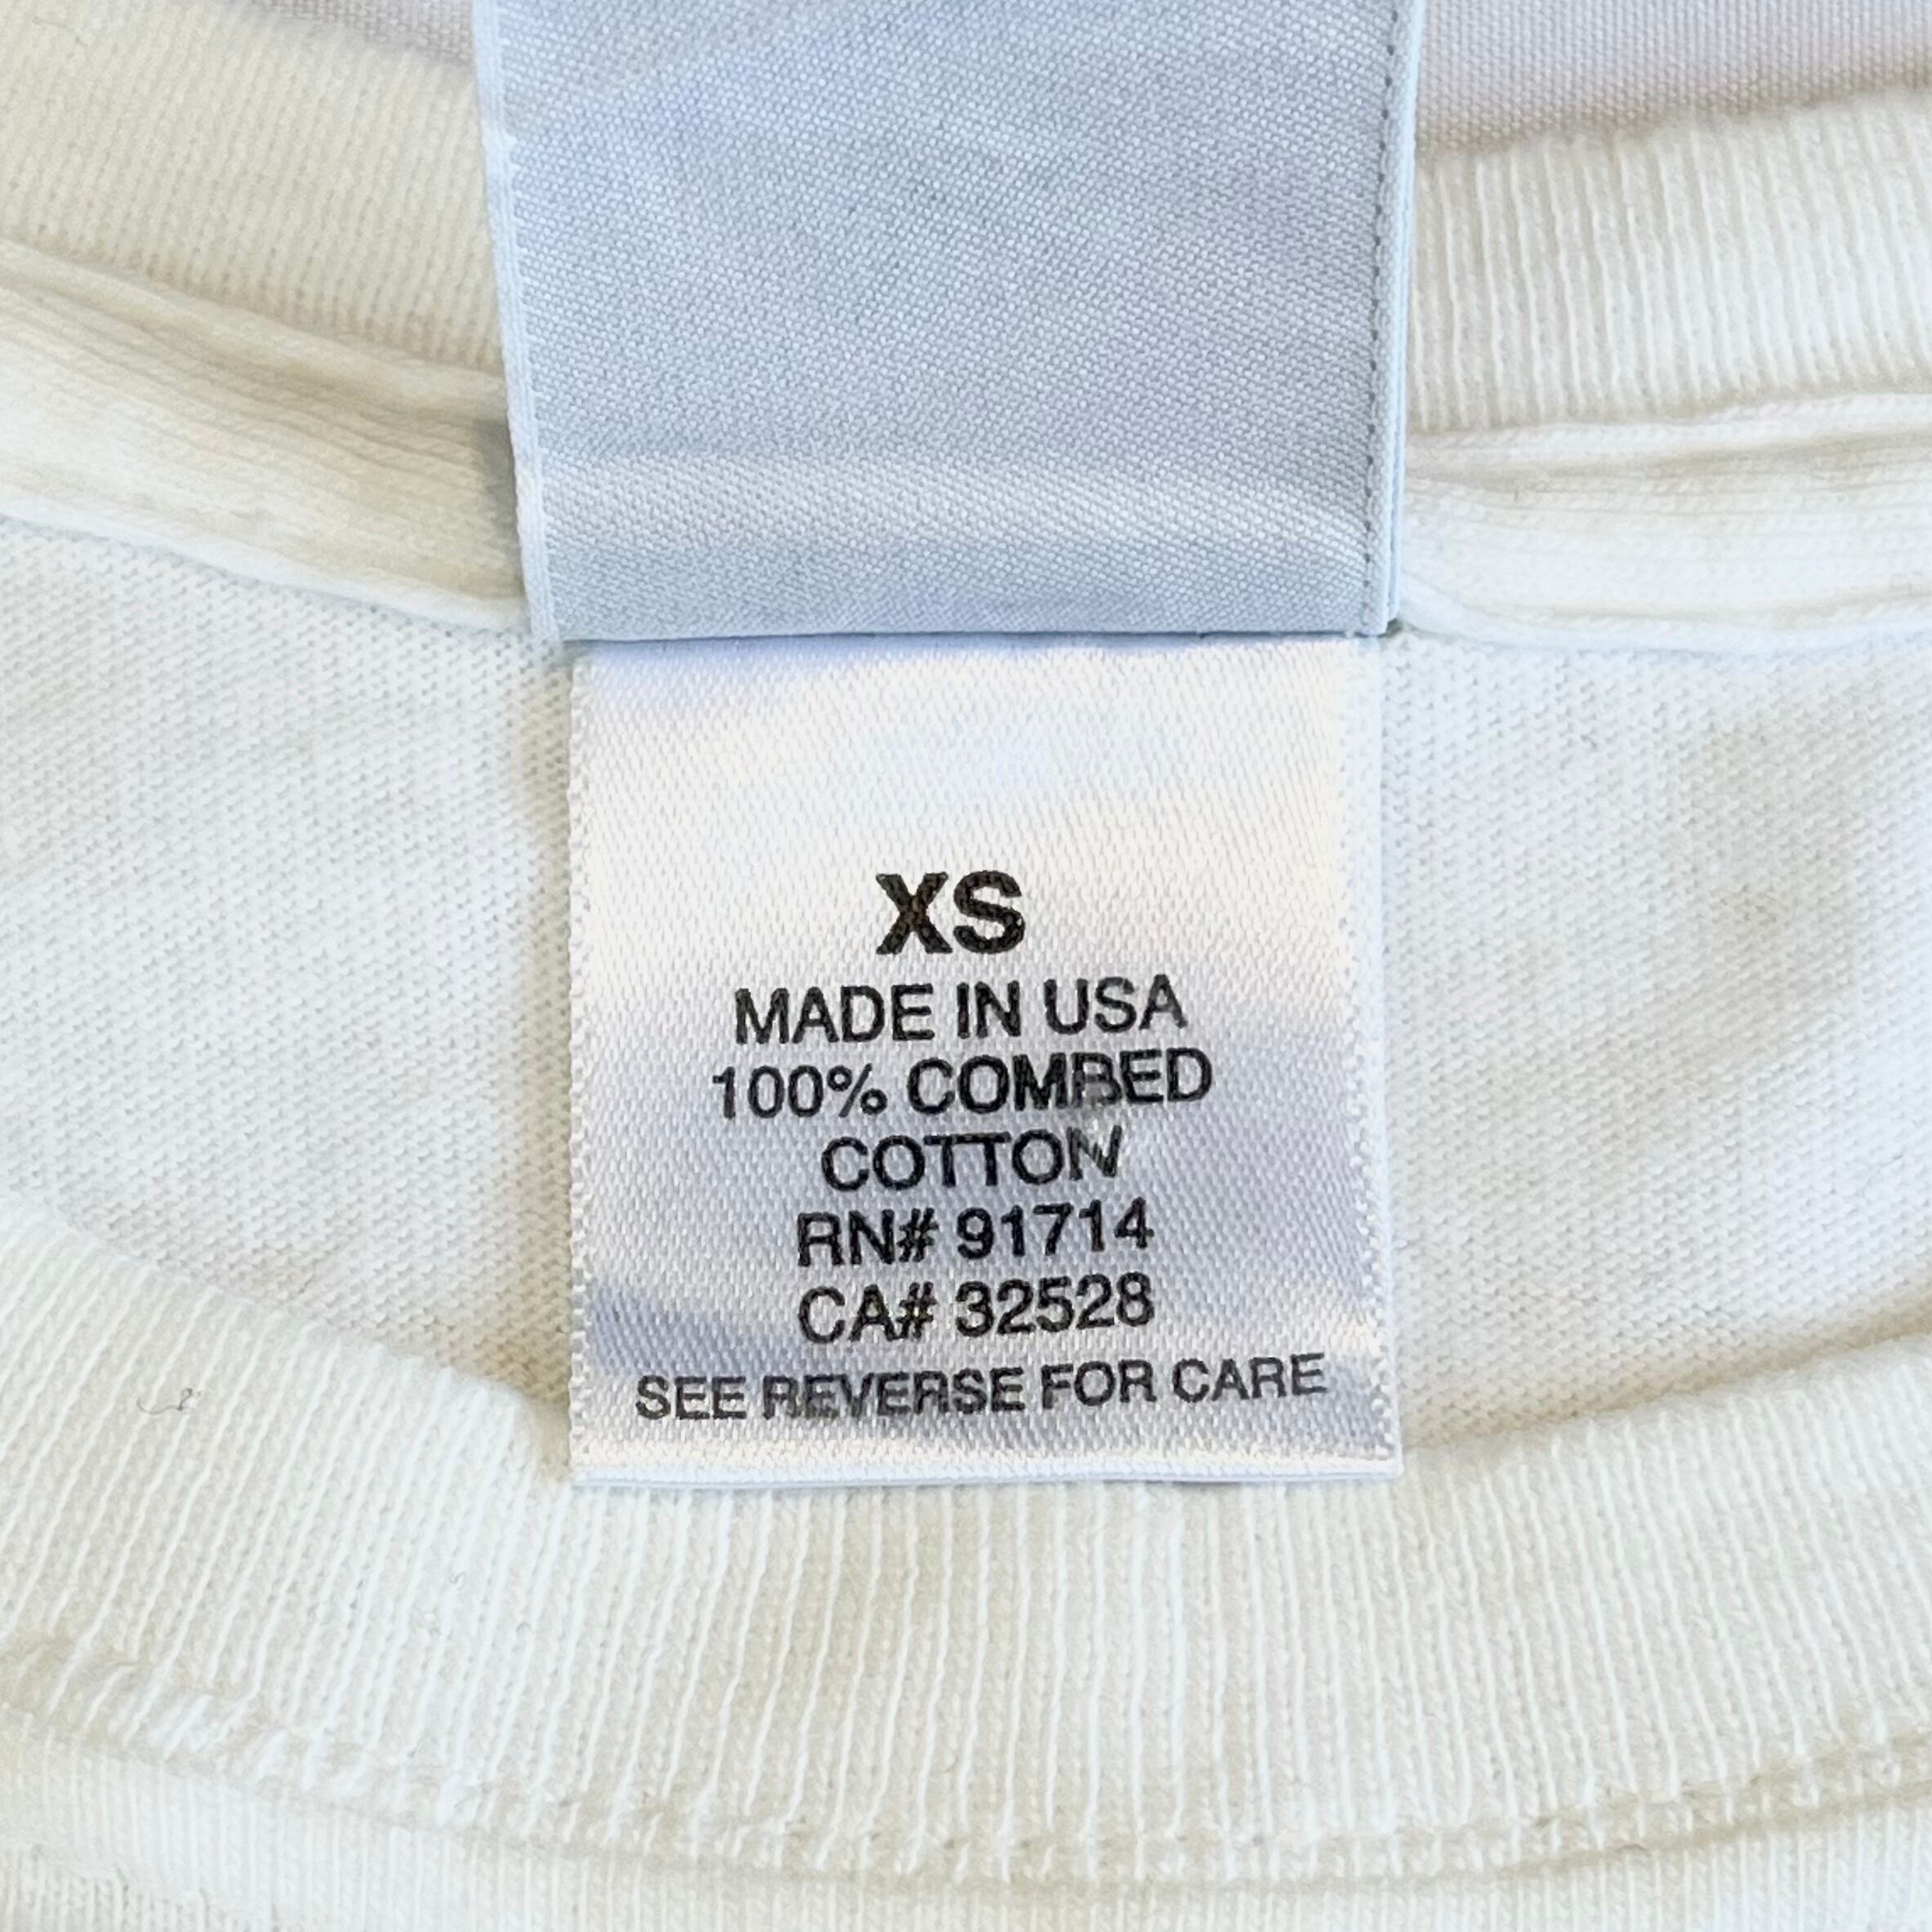 XS
MADE IN USA
100% COMBED
COTTON
RN# 91714
CA# 32528
SEE REVERSE FOR CARE